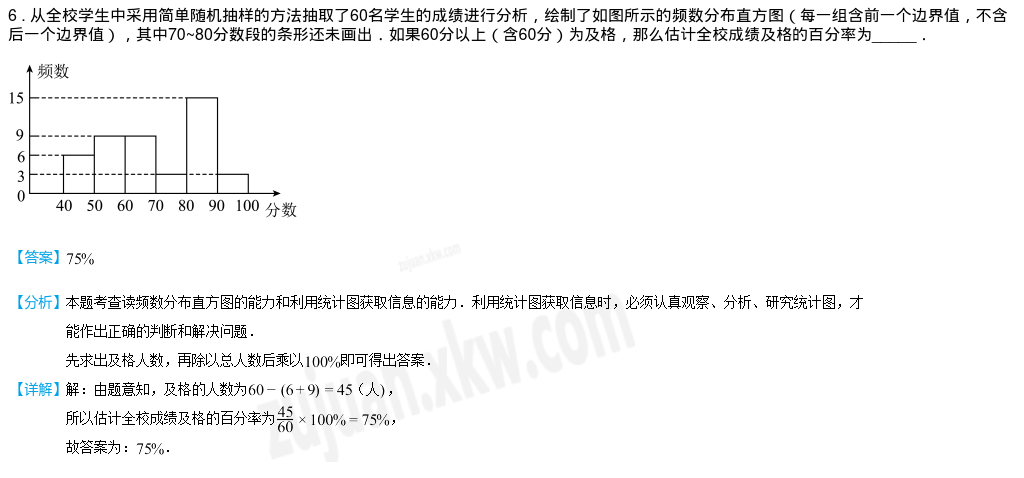 6．从全校学生中采用简单随机抽样的方法抽取了60名学生的成绩进行分析，绘制了如图所示的频数分布直方图（每一组含前一个边界值，不含
后一个边界值），其中70~80分数段的条形还未画出．如果60分以上（含60分）为及格，那么估计全校成绩及格的百分率为_____．
频数
15
9
6
3
0
40 50 60 70 80 90 100 分数
【答案】75%
【分析】本题考查读频数分布直方图的能力和利用统计图获取信息的能力．利用统计图获取信息时，必须认真观察、分析、研究统计图，才
能作出正确的判断和解决问题．
先求出及格人数，再除以总人数后乘以100%即可得出答案．
【详解】解：由题意知，及格的人数为60－(6+9)=45（人），
所以估计全校成绩及格的百分率为45/60×100%=75%，
故答案为：75%．
zujuan.xkw.com
zujuan.xkw.com